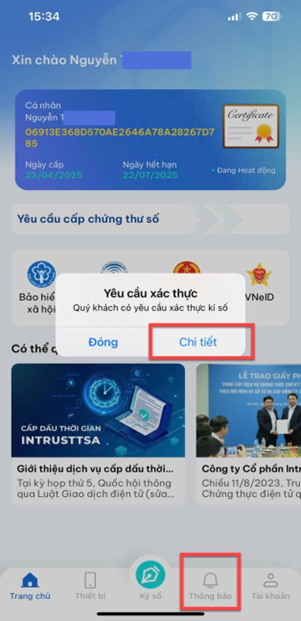 15:34
70
Xin chào Nguyễn T
Cá nhân
Nguyễn T
06913E368D570AE2646A78A28267D7
85
Certificate
Ngày cấp
Ngày hết hạn
22/04/2025
22/07/2025
- Đang Hoạt động
Yêu cầu cấp chứng thư số
Bảo hiể
xã hội
VNeID
Yêu cầu xác thực
Quý khách có yêu cầu xác thực kí số
Đóng
Chi tiết
Có thể q
CẤP DẤU THỜI GIAN
INTRUSTTSA
LỄ TRAO GIẤY PH
Giới thiệu dịch vụ cấp dấu thời...
Tại kỳ họp thứ 5, Quốc hội thông
qua Luật Giao dịch điện tử (sửa...
Công ty Cổ phần Intr
Chiều 11/8/2023, Tru
Chứng thực điện tử q
Trang chủ
Thiết bị
Ký số
Thông báo
Tài khoản